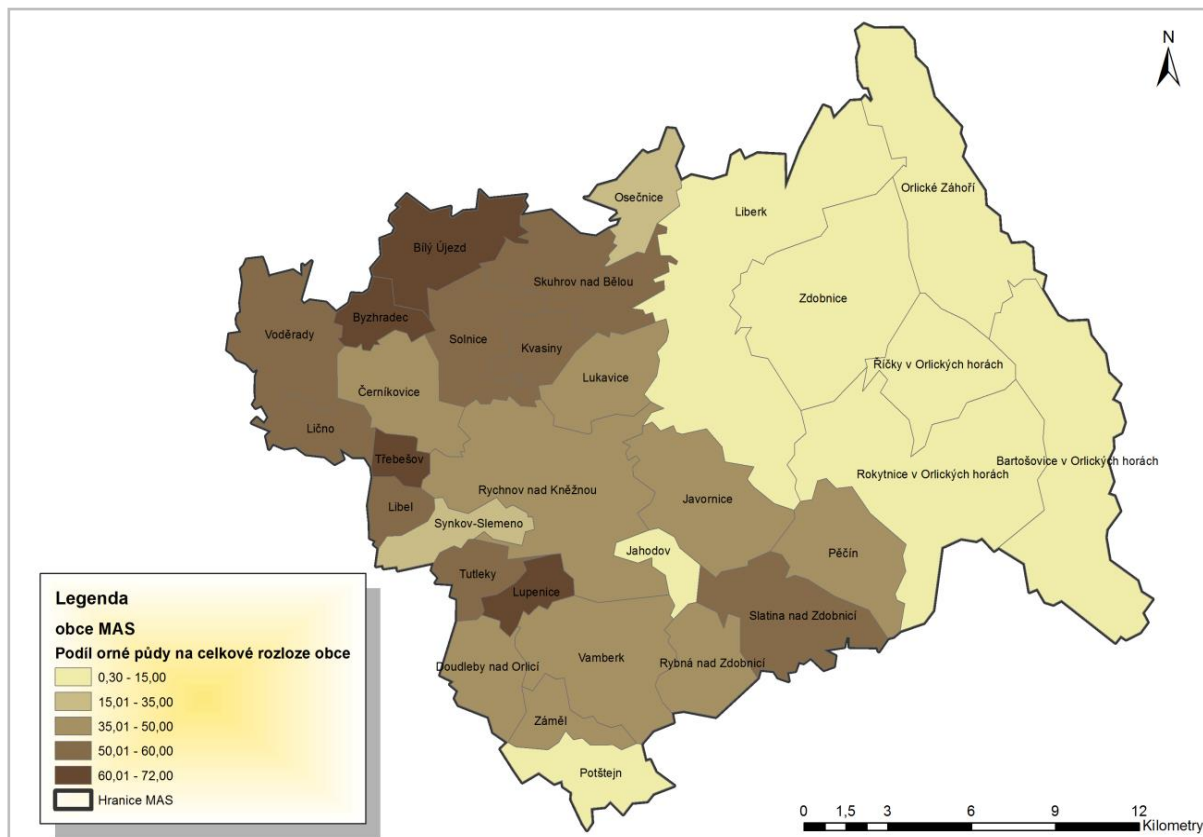 N
Osečnice
Orlické Záhoří
Liberk
Bílý Újezd
Skuhrov nad Bělou
Zdobnice
Byzhradec
Voděrady
Solnice
Kvasiny
Lukavice
Říčky v Orlických horách
Černíkovice
Lično
Třebešov
Bartošovice v Orlických horách
Rokytnice v Orlických horách
Rychnov nad Kněžnou
Javornice
Libel
Synkov-Slemeno
Jahodov
Pěčín
Tutleky
Lupenice
Slatina nad Zdobnicí
Doudleby nad Orlicí
Vamberk
Rybná nad Zdobnicí
Záměl
Potštejn
Legenda
obce MAS
Podíl orné půdy na celkové rozloze obce
0,30 - 15,00
15,01 - 35,00
35,01 - 50,00
50,01 - 60,00
60,01 - 72,00
Hranice MAS
0 1,5 3 6 9 12
Kilometry